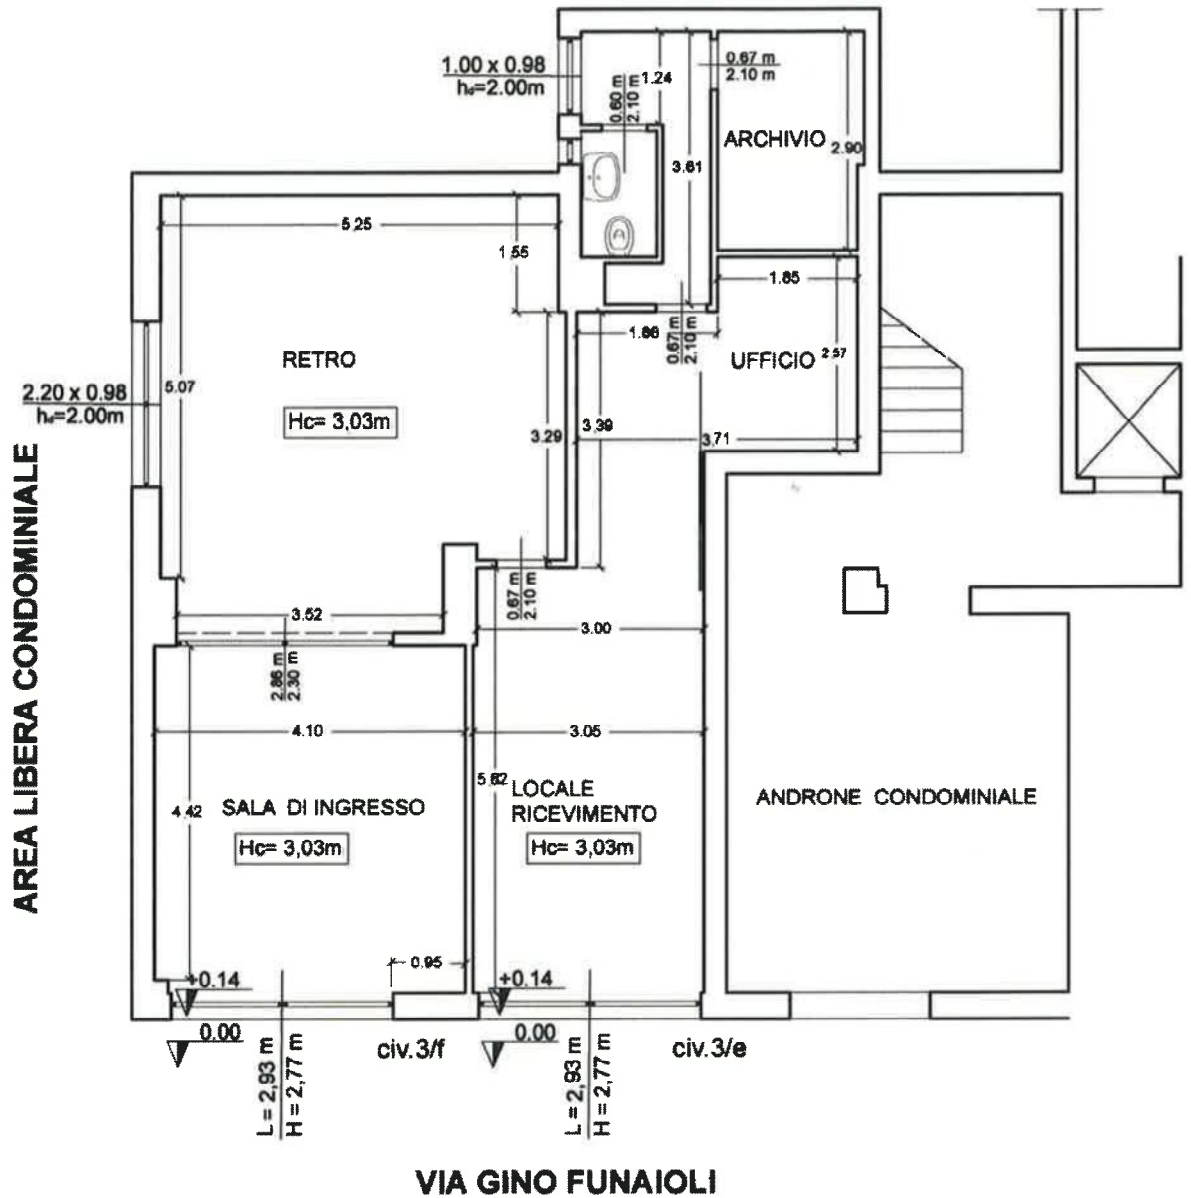 1.00 x 0.98
hd=2.00m
0.60 m
2.10 m
1.24
0.67 m
2.10 m
ARCHIVIO
2.90
3.61
5.25
1.55
1.85
1.86
0.67 m
2.10 m
UFFICIO
2.57
RETRO
Hc= 3,03m
5.07
2.20 x 0.98
hd=2.00m
3.29
3.39
3.71
0.67 m
2.10 m
3.52
3.00
2.86 m
2.30 m
4.10
3.05
5.62
4.42
SALA DI INGRESSO
Hc= 3,03m
LOCALE
RICEVIMENTO
Hc= 3,03m
ANDRONE CONDOMINIALE
0.95
+0.14
+0.14
0.00
0.00
civ.3/f
civ.3/e
L = 2,93 m
H = 2,77 m
L = 2,93 m
H = 2,77 m
AREA LIBERA CONDOMINIALE
VIA GINO FUNAIOLI